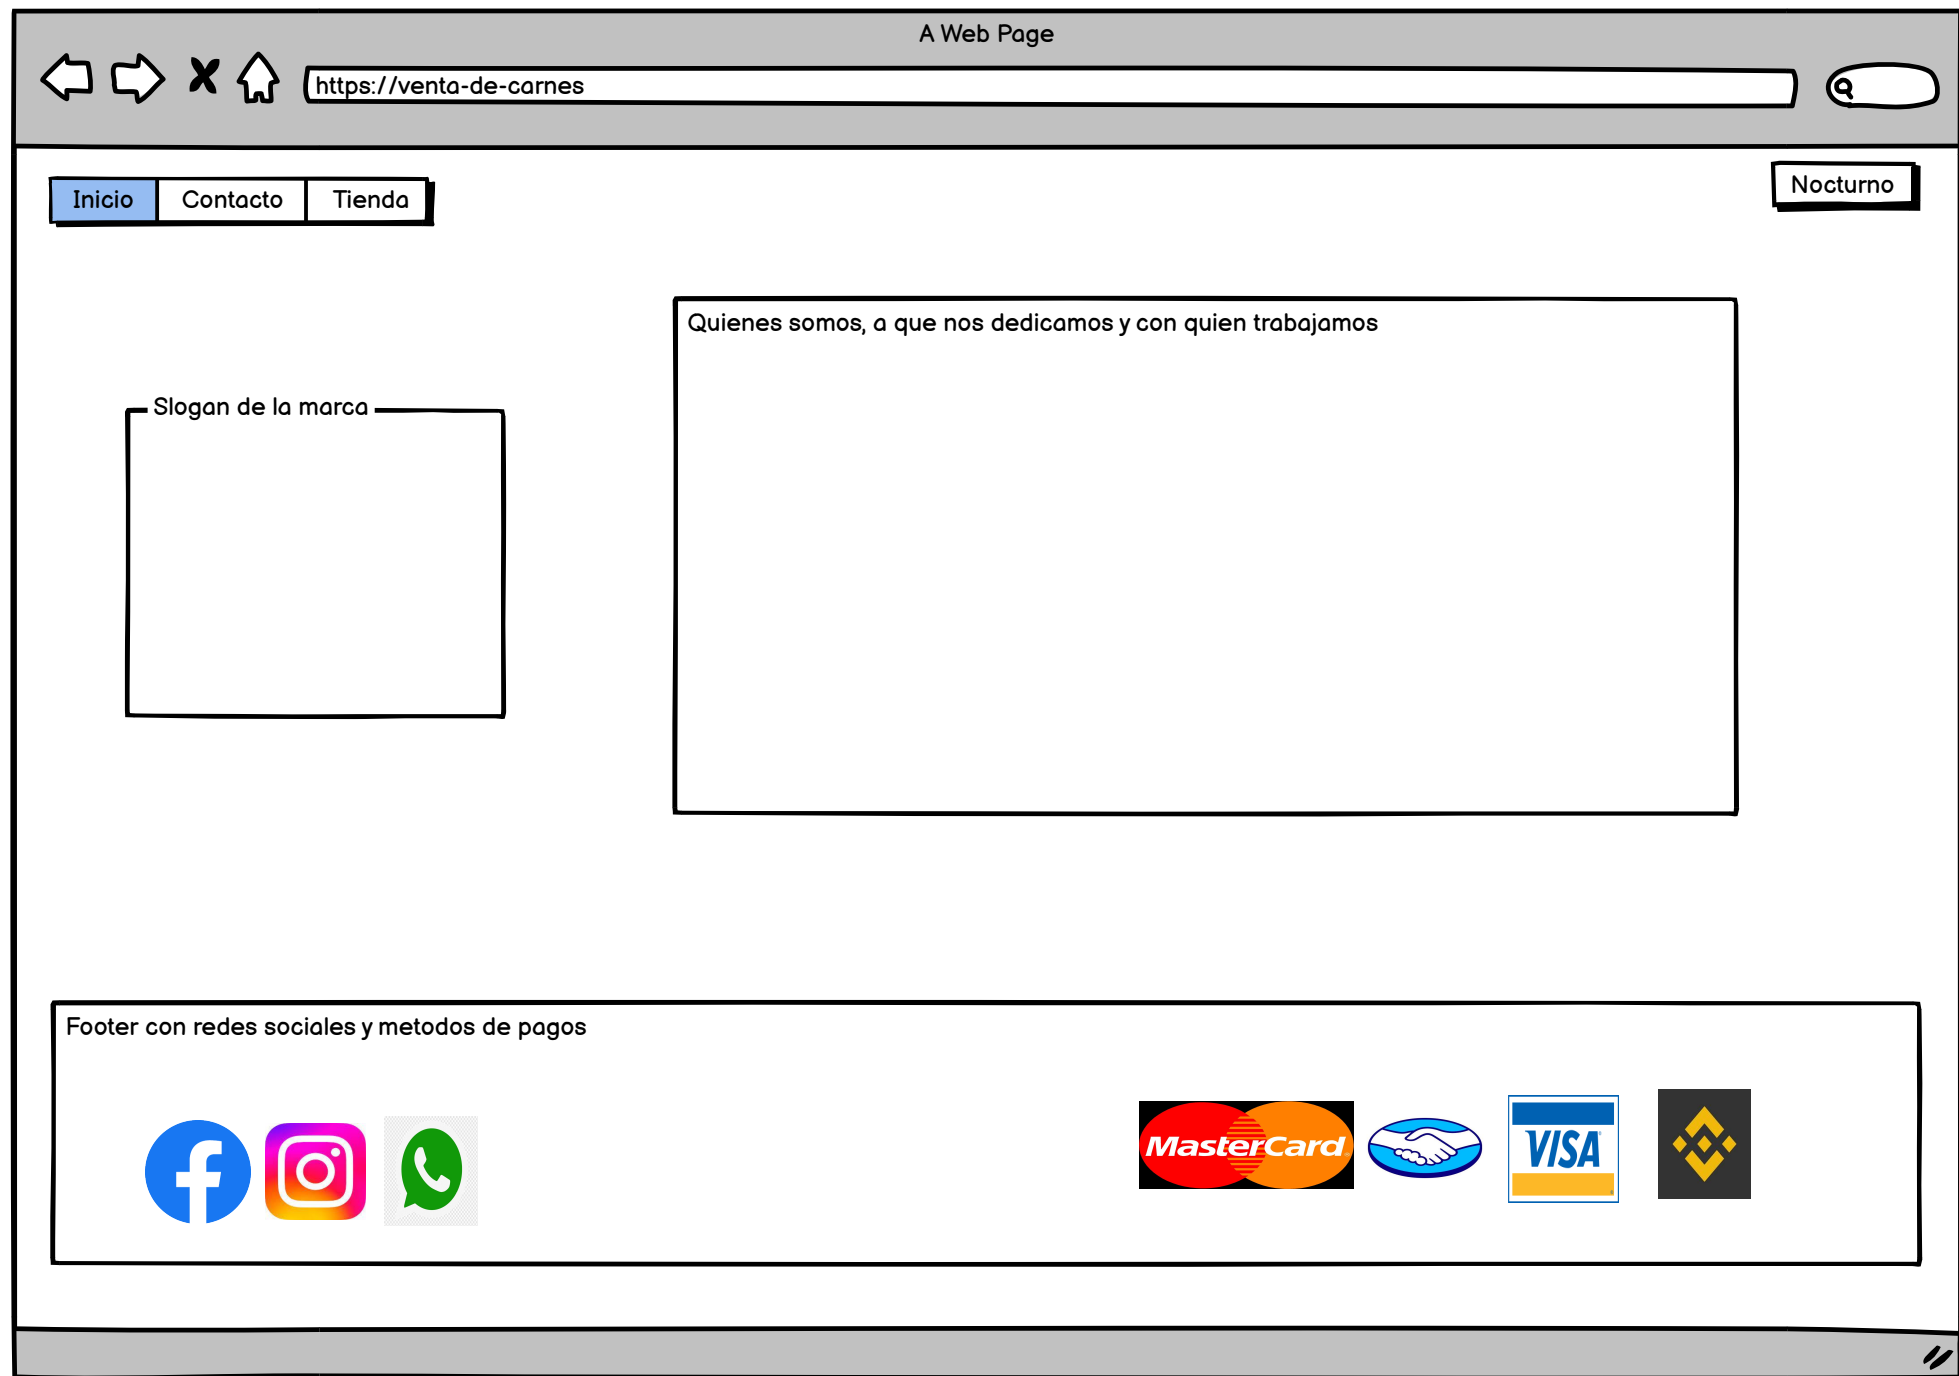 A Web Page
https://venta-de-carnes
Inicio Contacto Tienda
Nocturno
Quienes somos, a que nos dedicamos y con quien trabajamos
Slogan de la marca
Footer con redes sociales y metodos de pagos
MasterCard
VISA